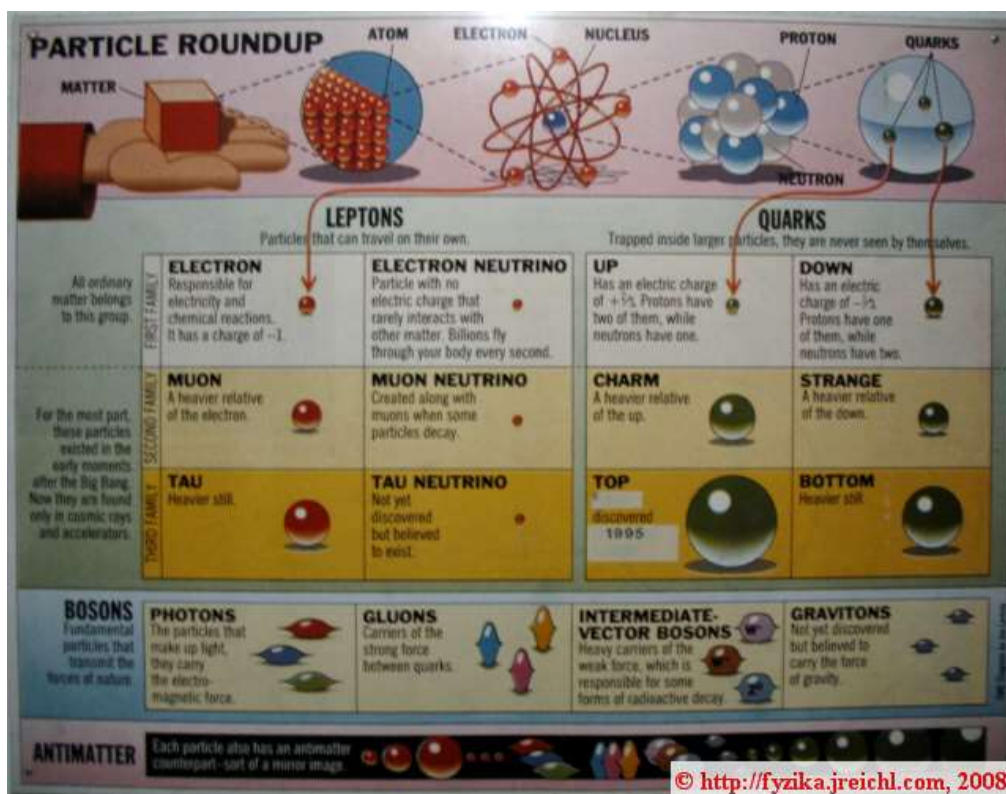 PARTICLE ROUNDUP
MATTER
ATOM
ELECTRON
NUCLEUS
PROTON
QUARKS
NEUTRON
LEPTONS
Particles that can travel on their own.
QUARKS
Trapped inside larger particles, they are never seen by themselves.
All ordinary
matter belongs
to this group.
FIRST FAMILY
ELECTRON
Responsible for
electricity and
chemical reactions.
It has a charge of -1.
ELECTRON NEUTRINO
Particle with no
electric charge that
rarely interacts with
other matter. Billions fly
through your body every second.
UP
Has an electric charge
of +⅔. Protons have
two of them, while
neutrons have one.
DOWN
Has an electric
charge of -⅓.
Protons have one
of them, while
neutrons have two.
For the most part,
these particles
existed in the
early moments
after the Big Bang.
Now they are found
only in cosmic rays
and accelerators.
SECOND FAMILY
MUON
A heavier relative
of the electron.
MUON NEUTRINO
Created along with
muons when some
particles decay.
CHARM
A heavier relative
of the up.
STRANGE
A heavier relative
of the down.
THIRD FAMILY
TAU
Heavier still.
TAU NEUTRINO
Not yet
discovered
but believed
to exist.
TOP
discovered
1995
BOTTOM
Heavier still.
BOSONS
Fundamental
particles that
transmit the
forces of nature.
PHOTONS
The particles that
make up light,
they carry
the electro-
magnetic force.
GLUONS
Carriers of the
strong force
between quarks.
INTERMEDIATE-
VECTOR BOSONS
Heavy carriers of the
weak force, which is
responsible for some
forms of radioactive decay.
GRAVITONS
Not yet discovered
but believed to
carry the force
of gravity.
ANTIMATTER
Each particle also has an antimatter
counterpart-sort of a mirror image.
© http://fyzika.jreichl.com, 2008